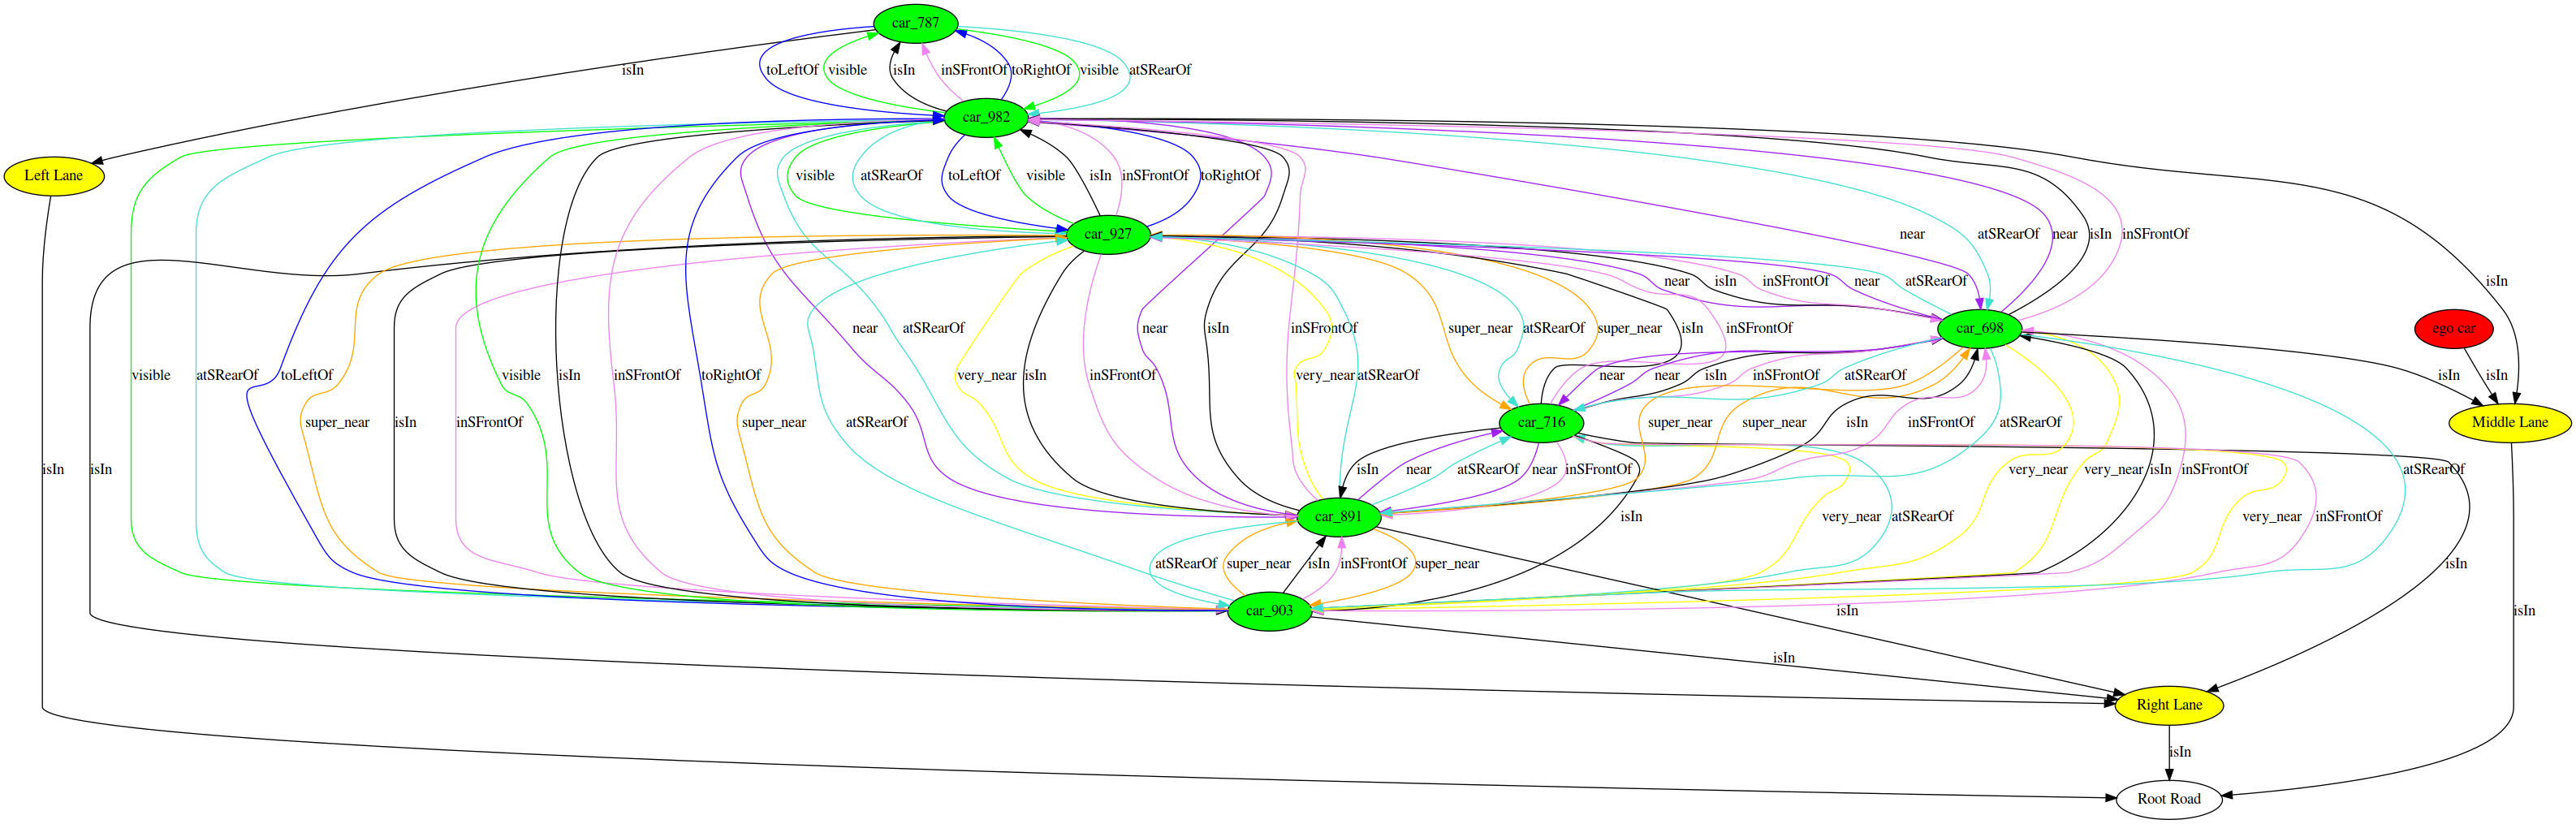 car_787
isIn toLeftOf visible isIn inSFrontOf toRightOf visible atSRearOf
car_982
Left Lane visible atSRearOf toLeftOf visible isIn inSFrontOf toRightOf
car_927
near atSRearOf near isIn inSFrontOf
near isIn inSFrontOf near atSRearOf isIn
near atSRearOf near isIn inSFrontOf super_near atSRearOf super_near isIn inSFrontOf car_698 ego car
visible atSRearOf toLeftOf visible isIn inSFrontOf toRightOf very_near isIn inSFrontOf very_near atSRearOf near near isIn inSFrontOf atSRearOf isIn isIn
super_near isIn inSFrontOf super_near atSRearOf car_716 super_near super_near isIn inSFrontOf atSRearOf Middle Lane
isIn isIn isIn near atSRearOf near inSFrontOf very_near very_near isIn inSFrontOf atSRearOf
car_891 isIn very_near atSRearOf very_near inSFrontOf
atSRearOf super_near isIn inSFrontOf super_near isIn
car_903 isIn isIn
isIn
Right Lane
isIn
Root Road